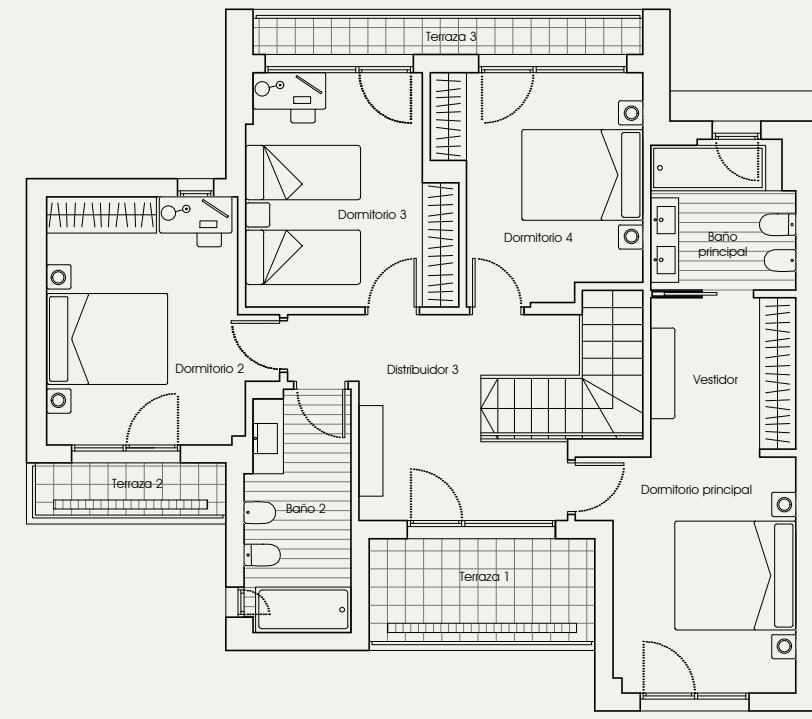 Terraza 3
Dormitorio 3
Dormitorio 4
Baño
principal
Dormitorio 2
Distribuidor 3
Vestidor
Terraza 2
Baño 2
Dormitorio principal
Terraza 1